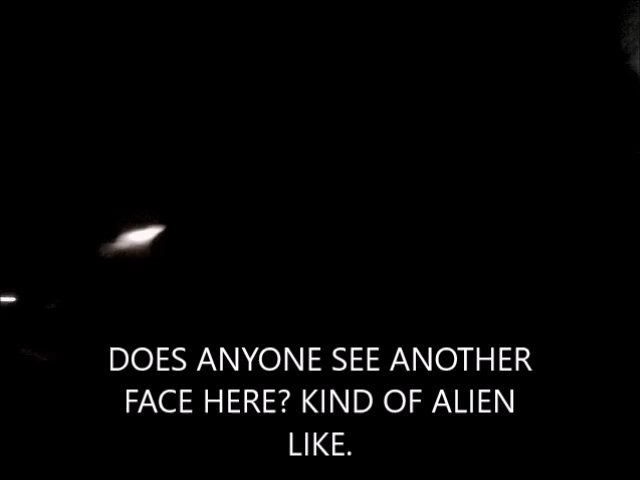 DOES ANYONE SEE ANOTHER
FACE HERE? KIND OF ALIEN
LIKE.